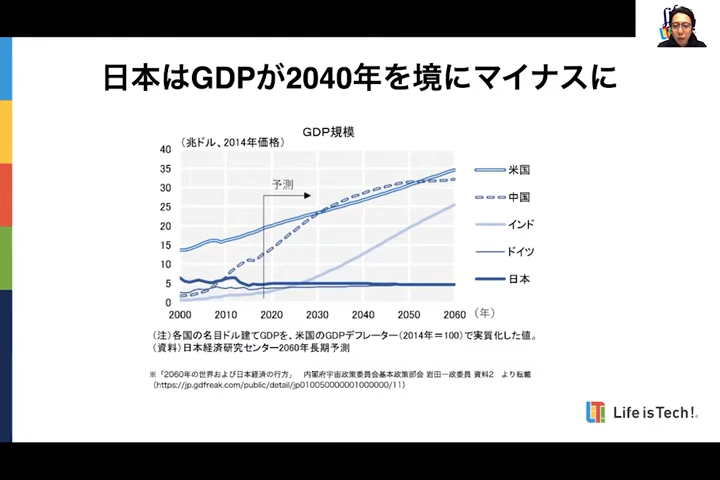 日本はGDPが2040年を境にマイナスに
GDP規模
（兆ドル、2014年価格）
40
35
30
25
20
15
10
5
0
予測
2000 2010 2020 2030 2040 2050 2060 （年）
米国
中国
インド
ドイツ
日本
（注）各国の名目ドル建てGDPを、米国のGDPデフレーター（2014年＝100）で実質化した値。
（資料）日本経済研究センター2060年長期予測
※「2060年の世界および日本経済の行方」 内閣府宇宙政策委員会基本政策部会 岩田一政委員 資料2 より転載
（https://jp.gdfreak.com/public/detail/jp010050000001000000/11）
Life is Tech!